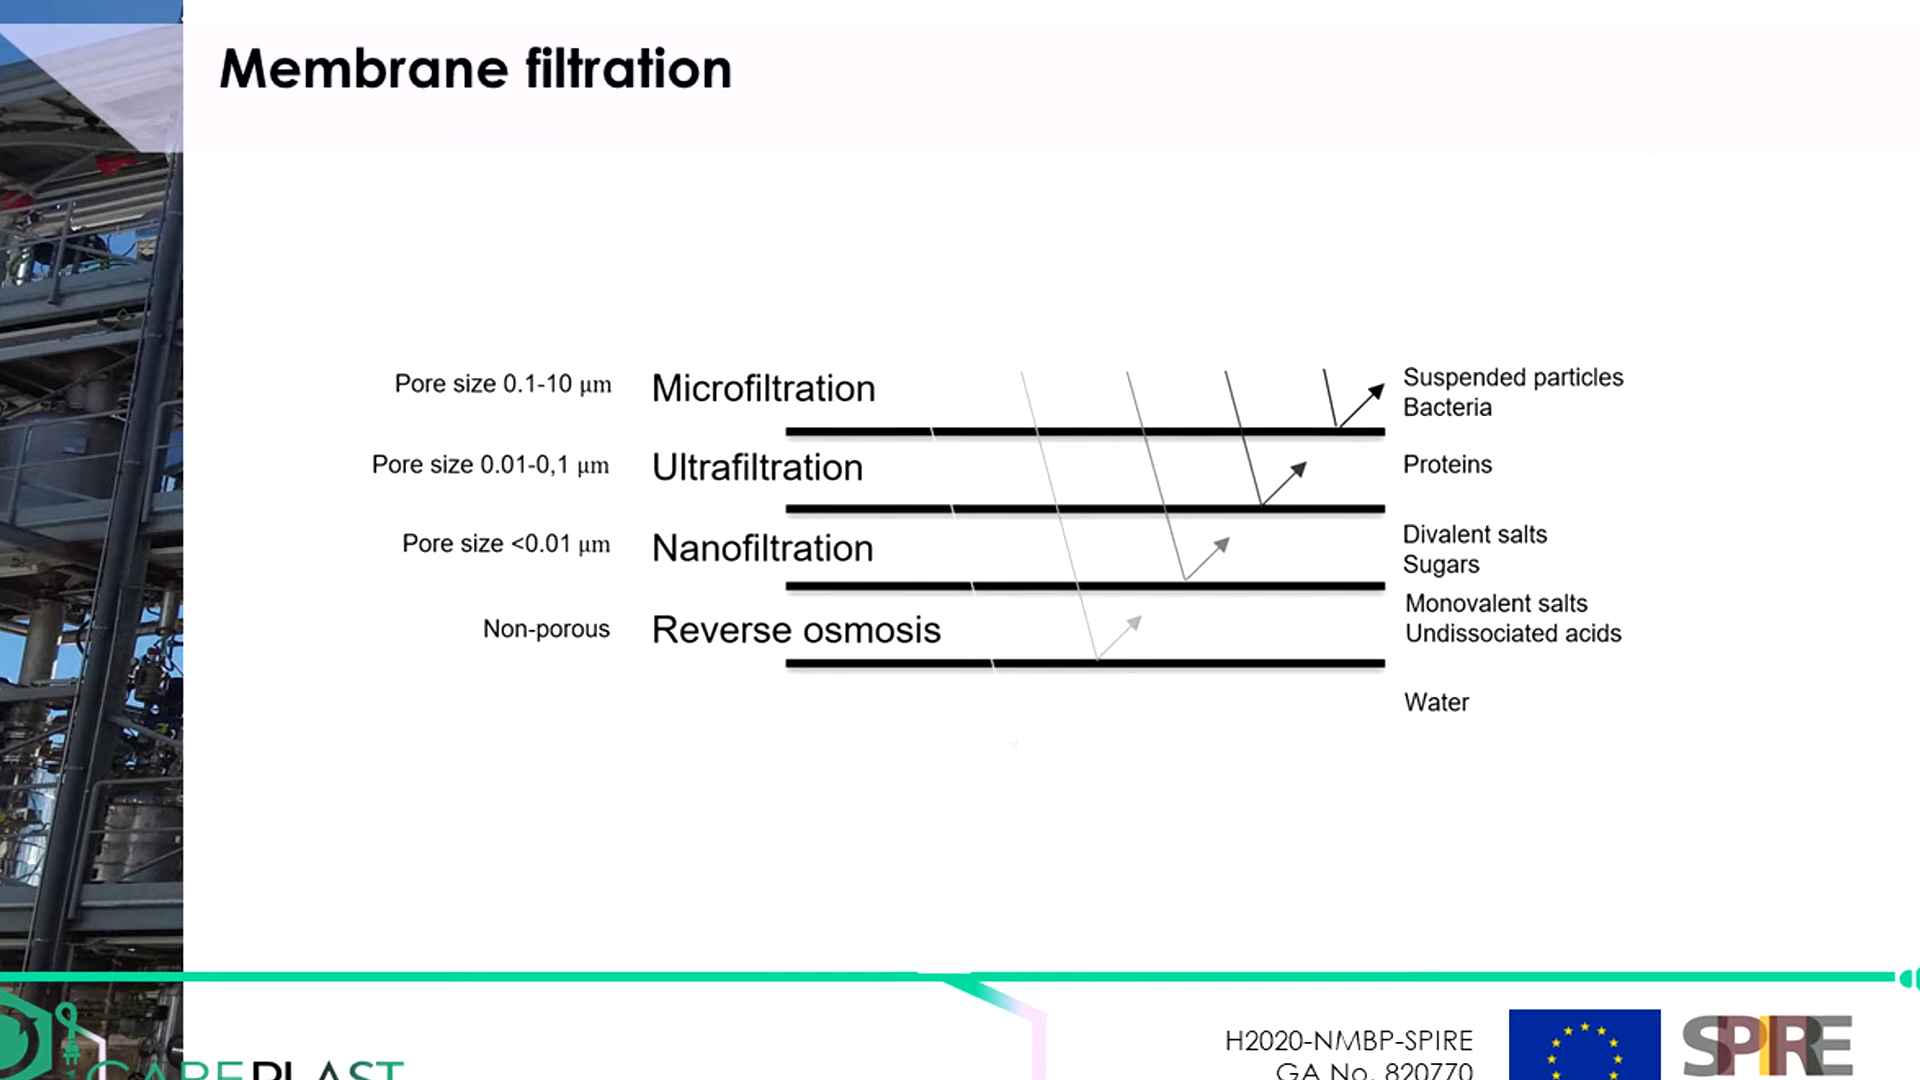 Membrane filtration
Pore size 0.1-10 μm
Microfiltration
Suspended particles
Bacteria
Pore size 0.01-0,1 μm
Ultrafiltration
Proteins
Pore size <0.01 μm
Nanofiltration
Divalent salts
Sugars
Non-porous
Reverse osmosis
Monovalent salts
Undissociated acids
Water
H2020-NMBP-SPIRE
GA No. 820770
SPIRE